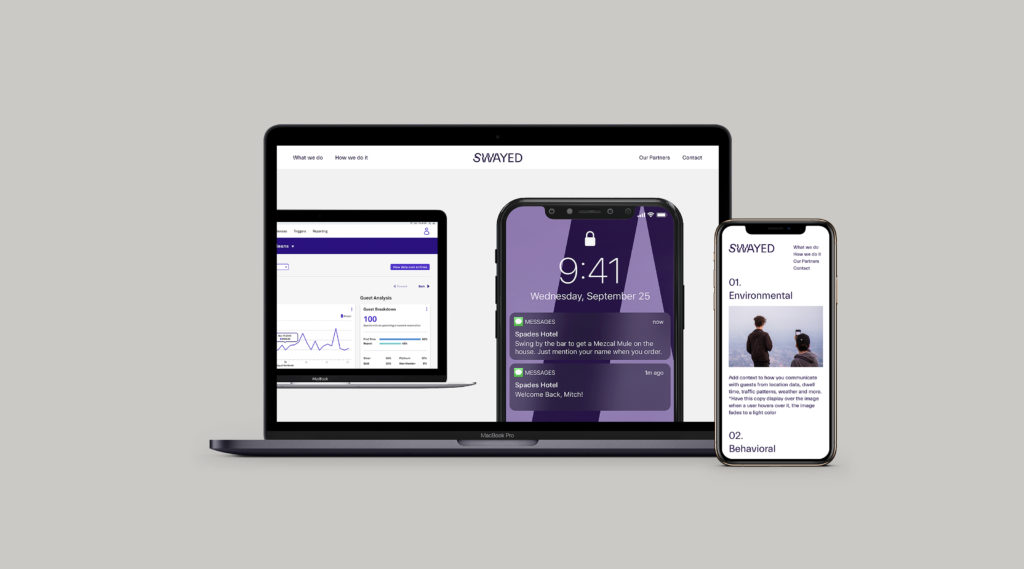 What we do
How we do it
SWAYED
Our Partners
Contact
Triggers
Reporting
Guest Analysis
Guest Breakdown
100
First Time
Repeat
MacBook
9:41
Wednesday, September 25
MESSAGES
now
Spades Hotel
Swing by the bar to get a Mezcal Mule on the
house. Just mention your name when you order.
MESSAGES
1m ago
Spades Hotel
Welcome Back, Mitch!
MacBook Pro
SWAYED
What we do
How we do it
Our Partners
Contact
01.
Environmental
Add context to how you communicate
with guests from location data, dwell
time, traffic patterns, weather and more.
*Have this copy display over the image
when a user hovers over it, the image
fades to a light color
02.
Behavioral